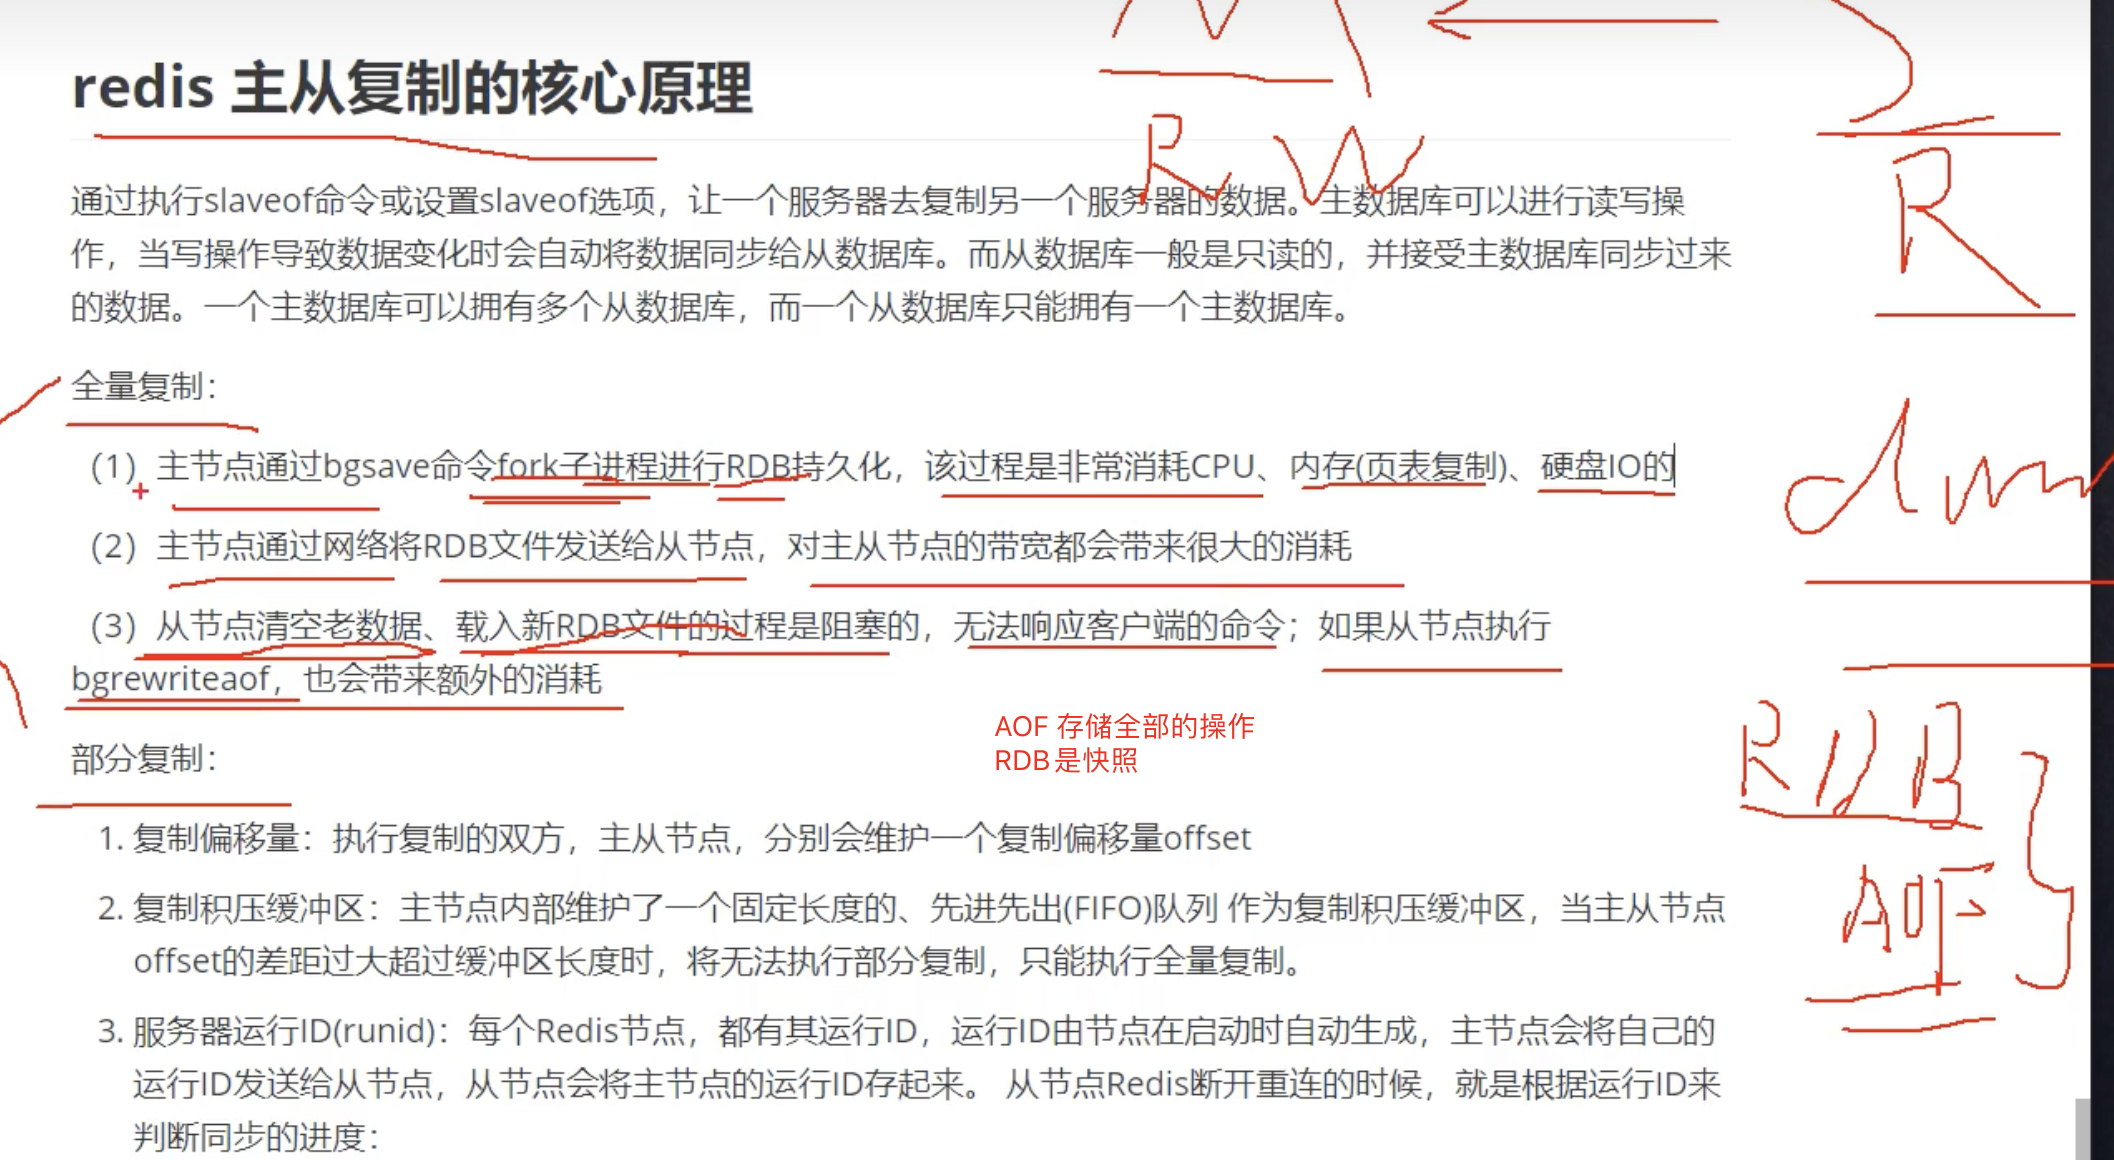 redis 主从复制的核心原理
R W
R
通过执行slaveof命令或设置slaveof选项，让一个服务器去复制另一个服务器的数据。主数据库可以进行读写操
作，当写操作导致数据变化时会自动将数据同步给从数据库。而从数据库一般是只读的，并接受主数据库同步过来
的数据。一个主数据库可以拥有多个从数据库，而一个从数据库只能拥有一个主数据库。
全量复制：
（1）主节点通过bgsave命令fork子进程进行RDB持久化，该过程是非常消耗CPU、内存(页表复制)、硬盘IO的
（2）主节点通过网络将RDB文件发送给从节点，对主从节点的带宽都会带来很大的消耗
（3）从节点清空老数据、载入新RDB文件的过程是阻塞的，无法响应客户端的命令；如果从节点执行
bgrewriteaof，也会带来额外的消耗
AOF 存储全部的操作
RDB是快照
RDB
AOF
部分复制：
1. 复制偏移量：执行复制的双方，主从节点，分别会维护一个复制偏移量offset
2. 复制积压缓冲区：主节点内部维护了一个固定长度的、先进先出(FIFO)队列 作为复制积压缓冲区，当主从节点
offset的差距过大超过缓冲区长度时，将无法执行部分复制，只能执行全量复制。
3. 服务器运行ID(runid)：每个Redis节点，都有其运行ID，运行ID由节点在启动时自动生成，主节点会将自己的
运行ID发送给从节点，从节点会将主节点的运行ID存起来。 从节点Redis断开重连的时候，就是根据运行ID来
判断同步的进度：